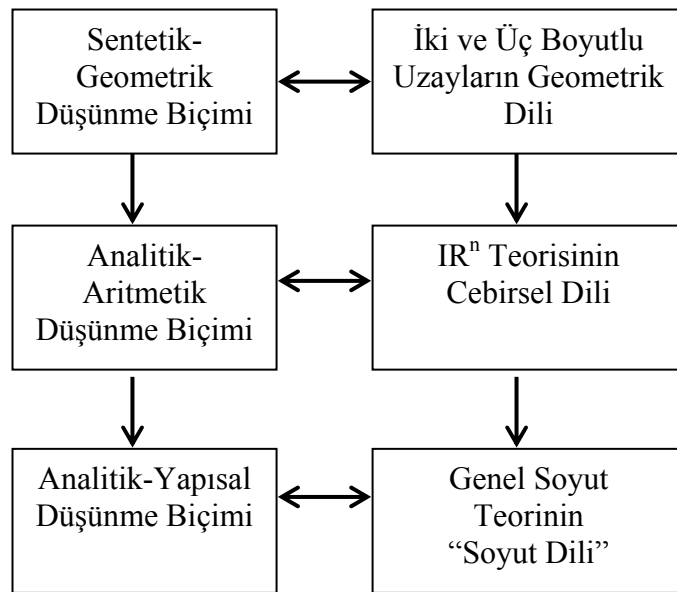 Sentetik-
Geometrik
Düşünme Biçimi
İki ve Üç Boyutlu
Uzayların Geometrik
Dili
Analitik-
Aritmetik
Düşünme Biçimi
IRⁿ Teorisinin
Cebirsel Dili
Analitik-Yapısal
Düşünme Biçimi
Genel Soyut
Teorinin
“Soyut Dili”